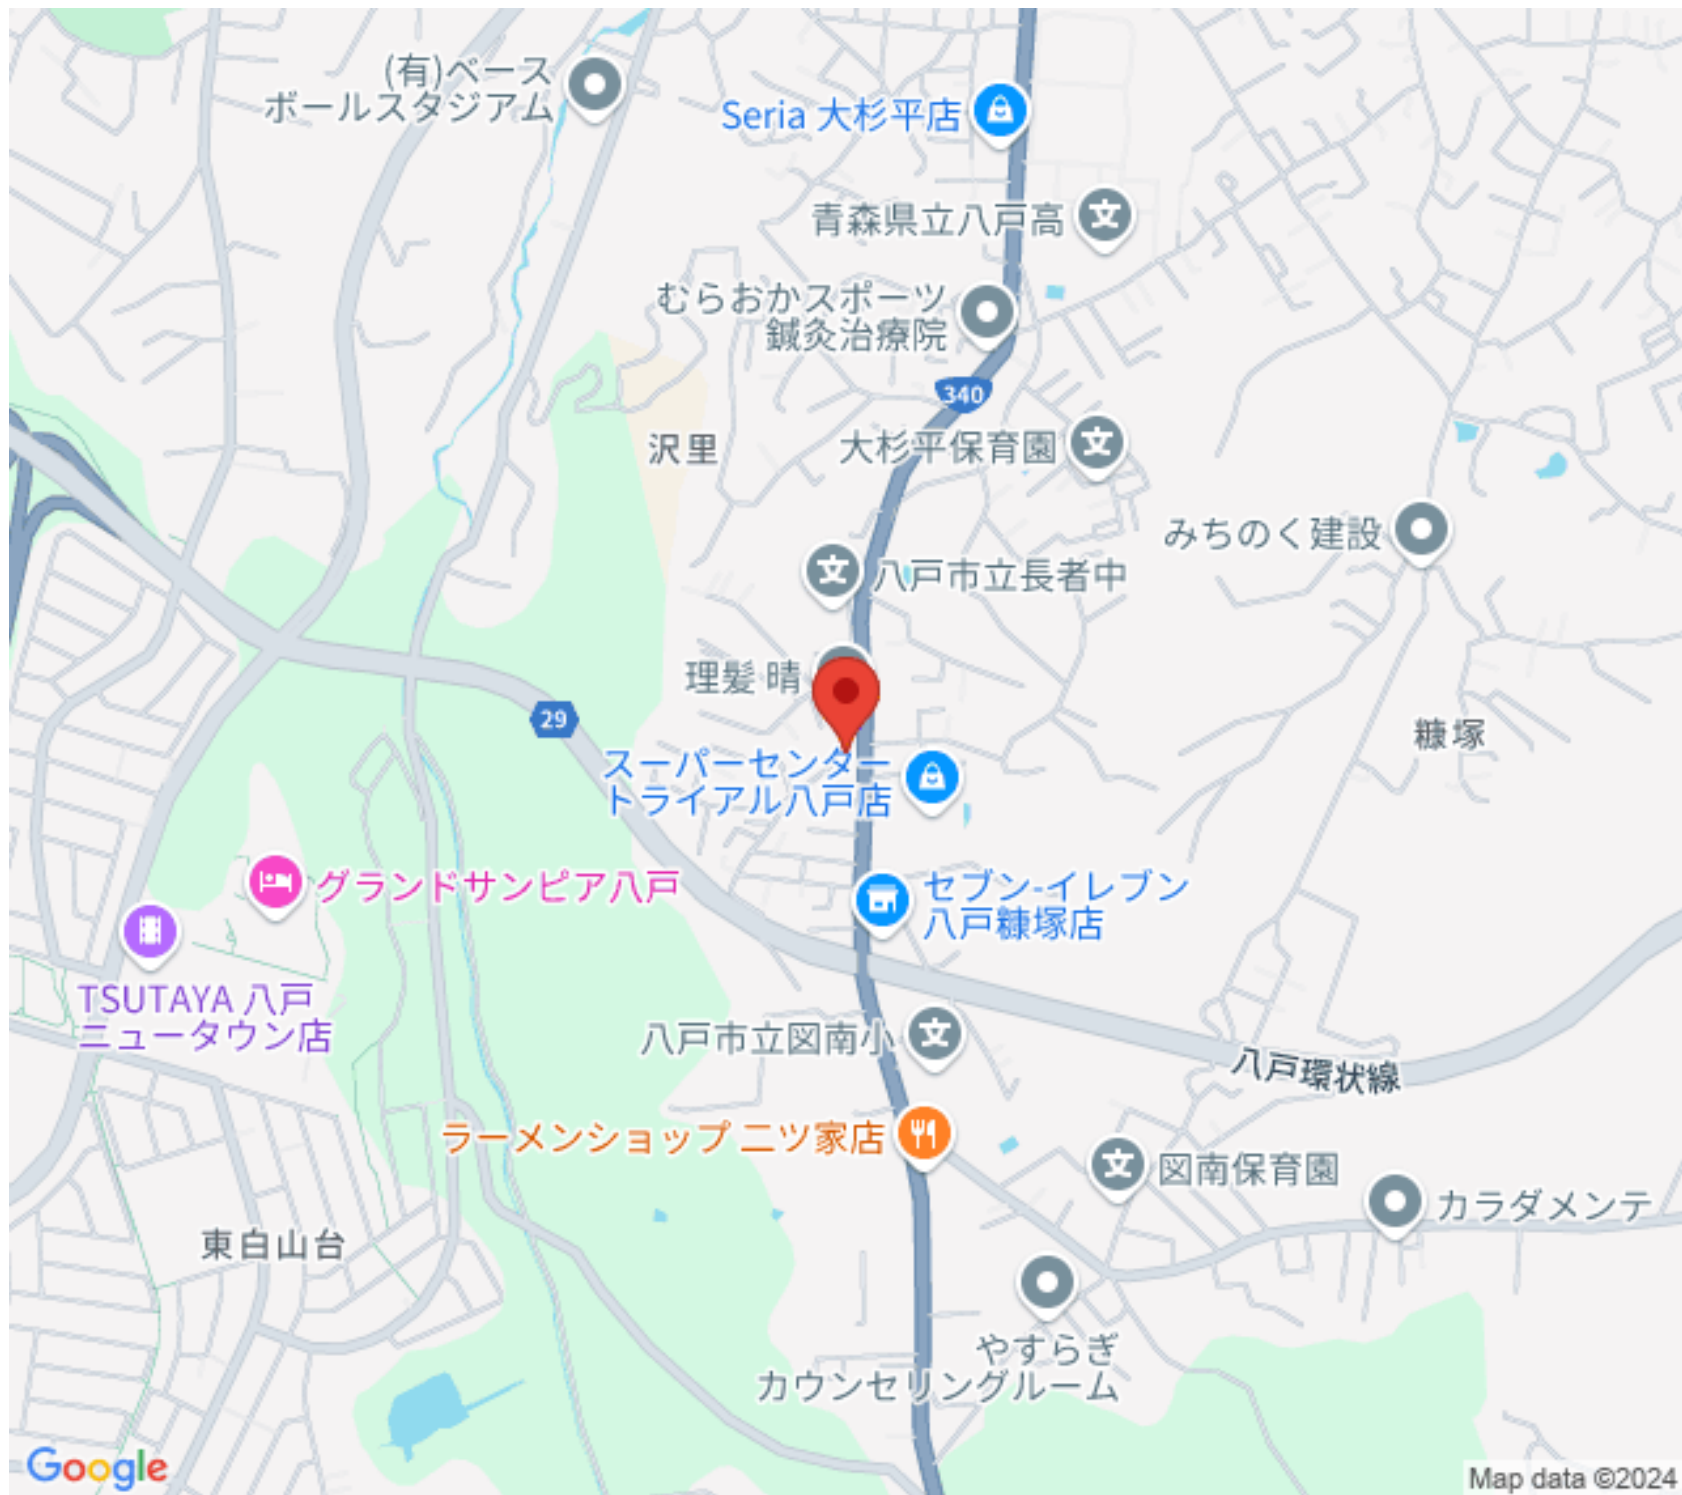 (有)ベース
ボールスタジアム
Seria 大杉平店
青森県立八戸高
むらおかスポーツ
鍼灸治療院
340
大杉平保育園
沢里
みちのく建設
八戸市立長者中
理髪 晴
29
糠塚
スーパーセンター
トライアル八戸店
グランドサンピア八戸
セブン-イレブン
八戸糠塚店
TSUTAYA 八戸
ニュータウン店
八戸市立図南小
八戸環状線
ラーメンショップ 二ツ家店
図南保育園
カラダメンテ
東白山台
やすらぎ
カウンセリングルーム
Google
Map data ©2024